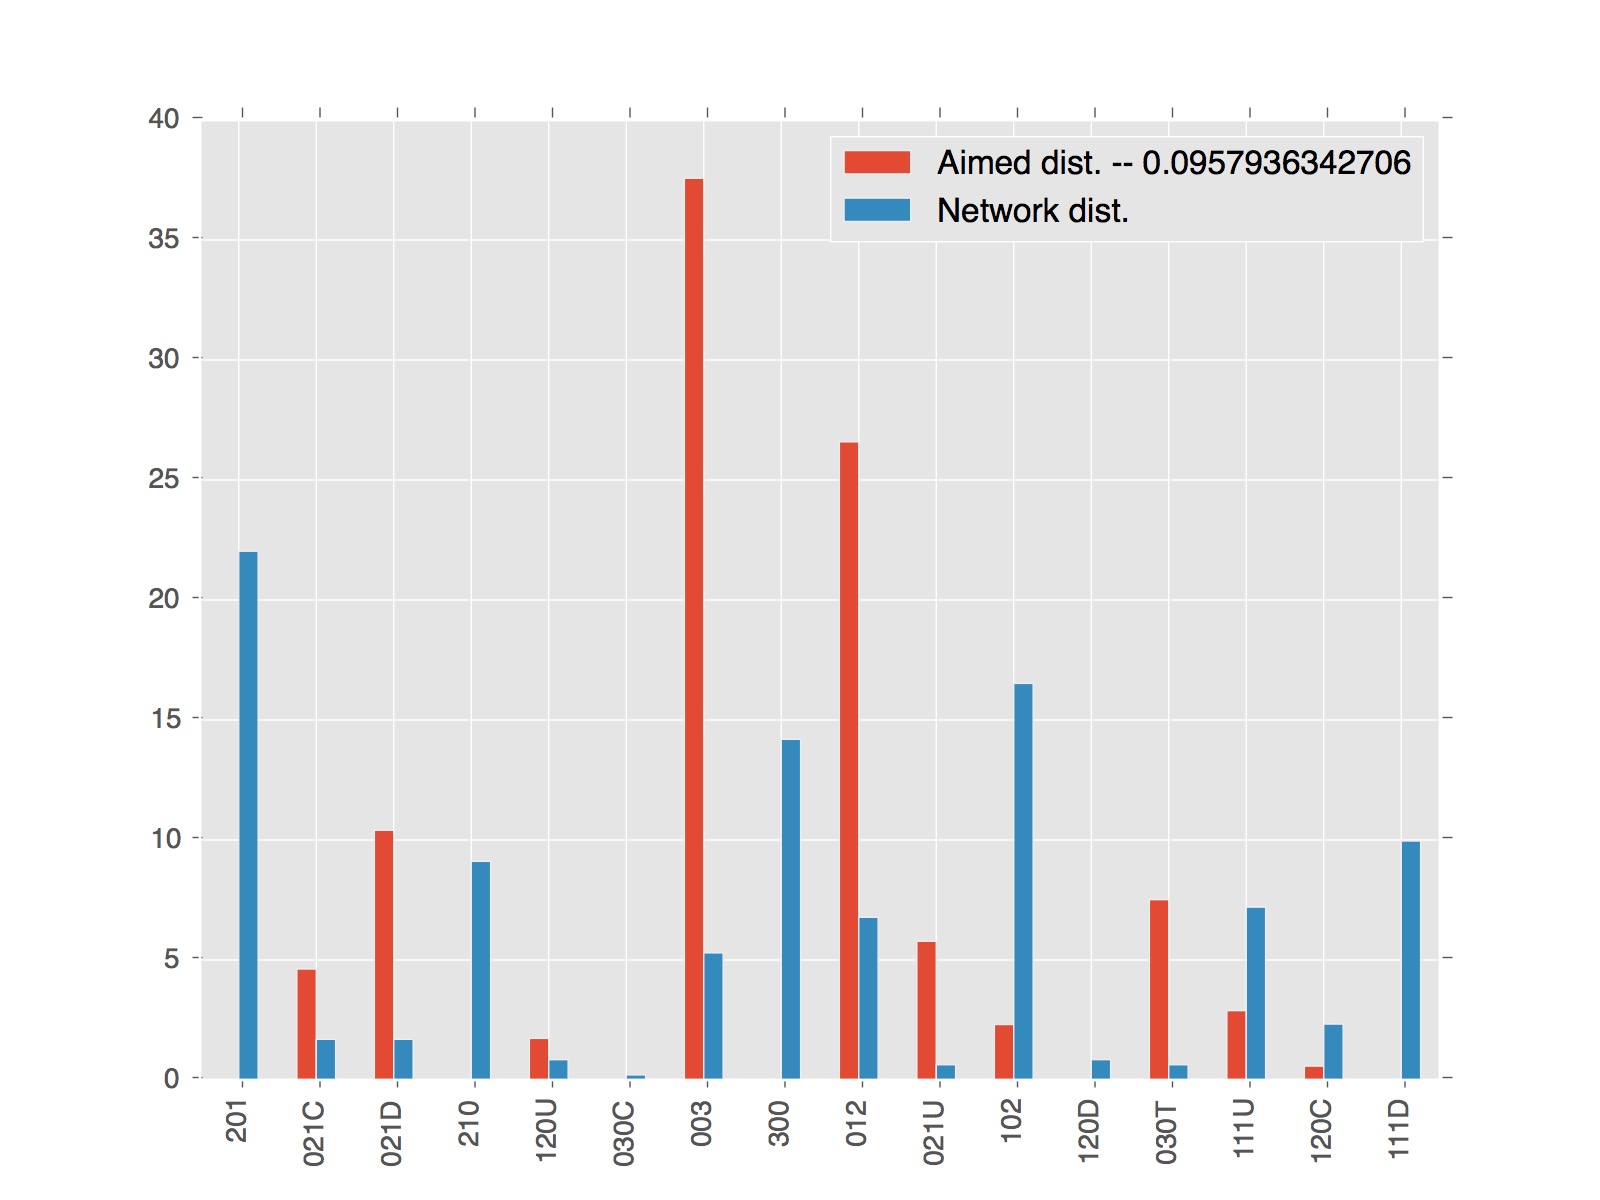 40
35
30
25
20
15
10
5
0
Aimed dist. -- 0.0957936342706
Network dist.
201
021C
021D
210
120U
030C
003
300
012
021U
102
120D
030T
111U
120C
111D